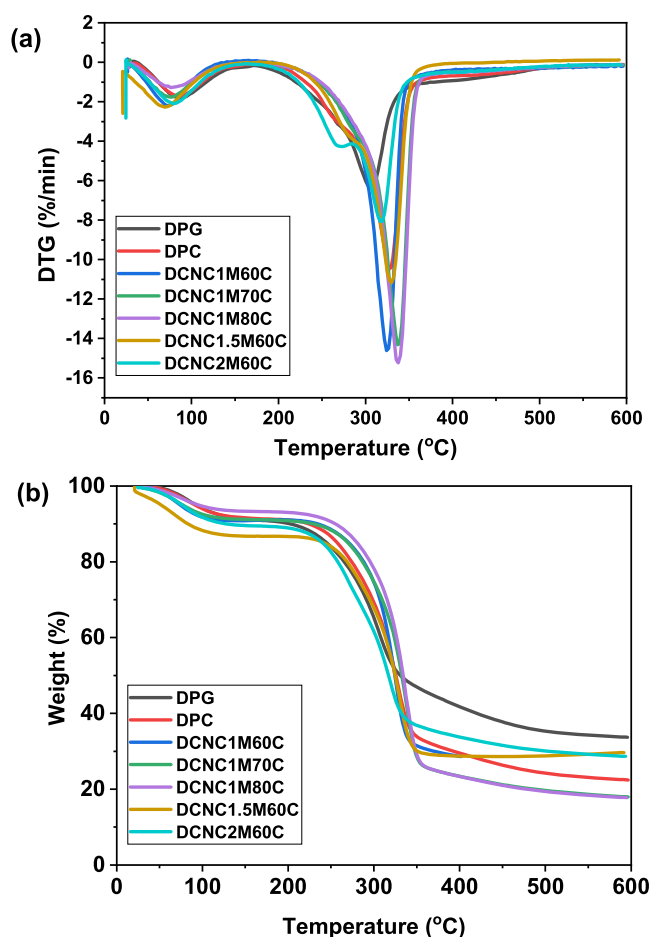 (a)
2
0
-2
-4
-6
-8
-10
-12
-14
-16
DTG (%/min)
DPG
DPC
DCNC1M60C
DCNC1M70C
DCNC1M80C
DCNC1.5M60C
DCNC2M60C
0 100 200 300 400 500 600
Temperature (°C)
(b)
100
80
60
40
20
0
Weight (%)
DPG
DPC
DCNC1M60C
DCNC1M70C
DCNC1M80C
DCNC1.5M60C
DCNC2M60C
0 100 200 300 400 500 600
Temperature (°C)